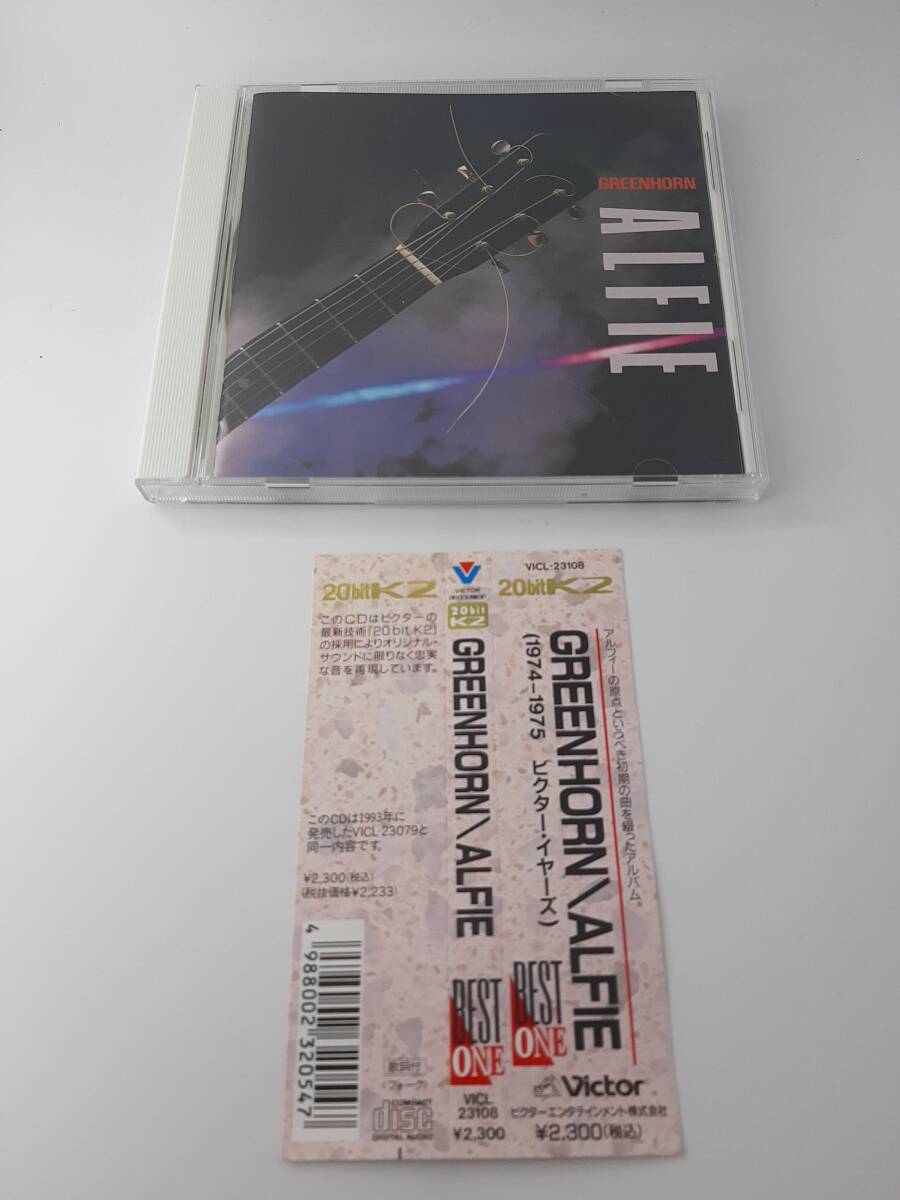 GREENHORN
ALFIE
20bit K2
このCDはビクターの
最新技術「20 bit K2」
の採用によりオリジナル・
サウンドに限りなく忠実
な音を再現しています。
このCDは1993年に
発売したVICL-23079と
同一内容です。
¥2,300(税込)
(税抜価格¥2,233)
4 988002 320547
歌詞付
〈フォーク〉
COMPACT
disc
DIGITAL AUDIO
VICTOR
ENTERTAINMENT
20bit
K2
GREENHORN\ALFIE
BEST
ONE
VICL
23108
¥2,300
VICL-23108
20bit K2
アルフィーの原点というべき初期の曲を綴ったアルバム。
GREENHORN\ALFIE
(1974-1975 ビクター・イヤーズ)
BEST
ONE
Victor
ビクターエンタテインメント株式会社
¥2,300(税込)